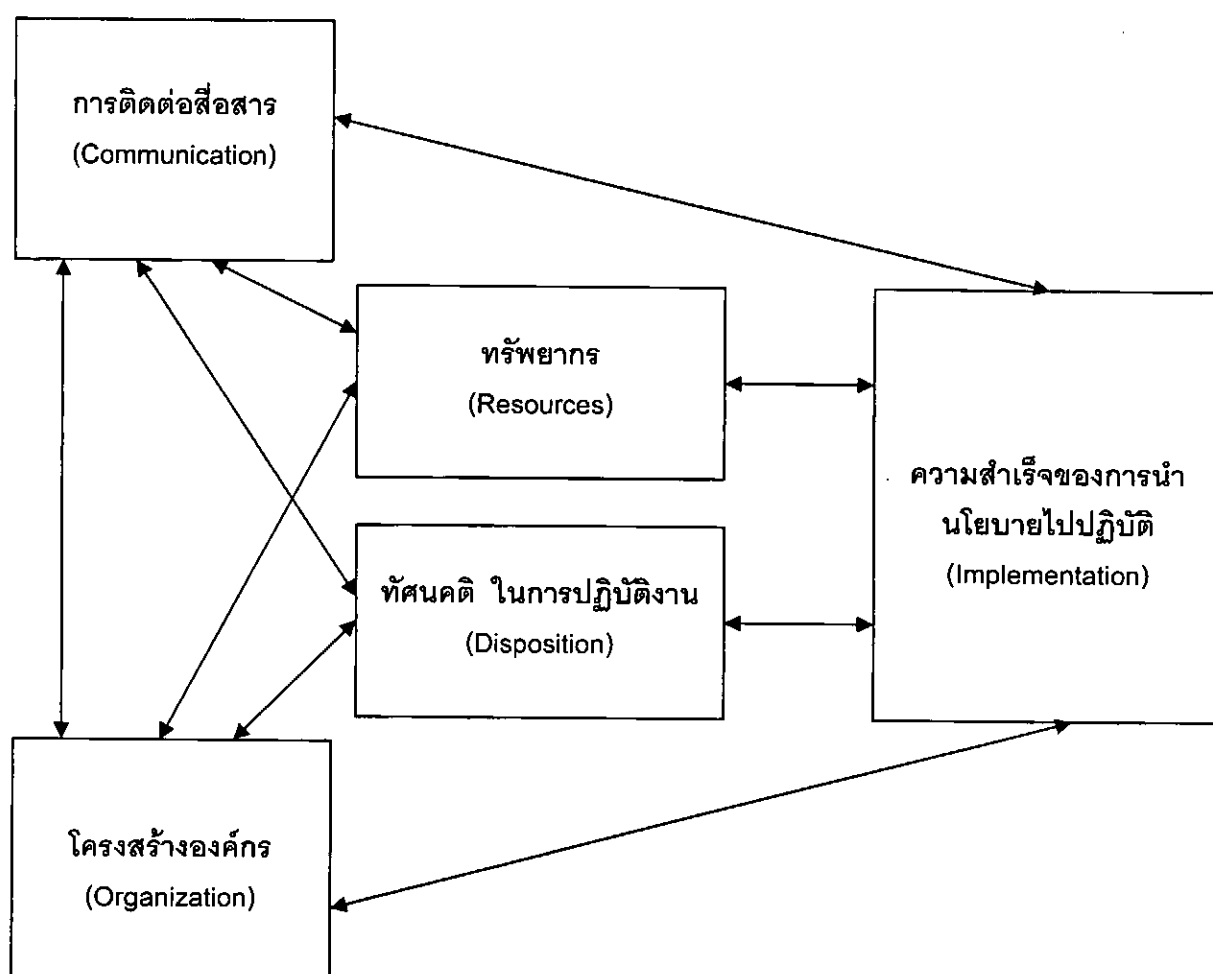 การติดต่อสื่อสาร
(Communication)
ทรัพยากร
(Resources)
ความสำเร็จของการนำ
นโยบายไปปฏิบัติ
(Implementation)
ทัศนคติ ในการปฏิบัติงาน
(Disposition)
โครงสร้างองค์กร
(Organization)